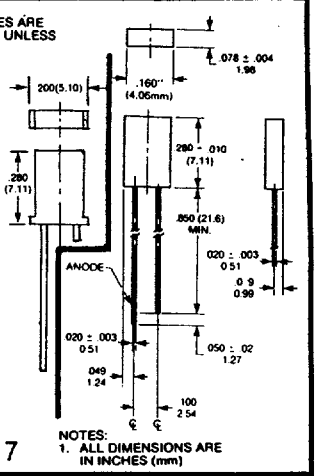 ES ARE
UNLESS
.078 ± .004
1.98
200(5.10)
.160"
(4.06mm)
.280
(7.11)
.280 - .010
(7.11)
.850 (21.6)
MIN.
.020 ± .003
0.51
ANODE
0.99
.020 ± .003
0.51
.050 ± .02
1.27
.049
1.24
.100
2.54
7
NOTES:
1. ALL DIMENSIONS ARE
IN INCHES (mm)